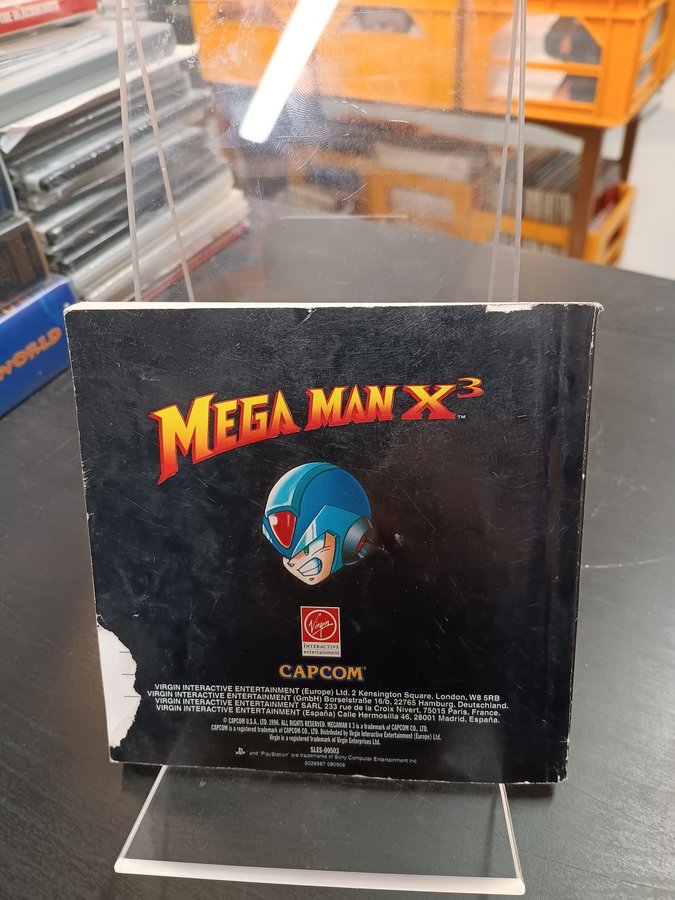 WORLD
MEGA MAN X3 ™
Virgin
INTERACTIVE
entertainment
CAPCOM
VIRGIN INTERACTIVE ENTERTAINMENT (Europe) Ltd. 2 Kensington Square, London, W8 5RB
VIRGIN INTERACTIVE ENTERTAINMENT (GmbH) Borselstraße 16/b, 22765 Hamburg, Deutschland.
VIRGIN INTERACTIVE ENTERTAINMENT SARL 233 rue de la Croix Nivert, 75015 Paris, France.
VIRGIN INTERACTIVE ENTERTAINMENT (España) Calle Hermosilla 46, 28001 Madrid, España.
© CAPCOM U.S.A., LTD. 1996. ALL RIGHTS RESERVED. MEGAMAN X 3 is a trademark of CAPCOM CO., LTD.
CAPCOM is a registered trademark of CAPCOM CO., LTD. Distributed by Virgin Interactive Entertainment (Europe) Ltd.
Virgin is a registered trademark of Virgin Enterprises Ltd.
SLES-00503
and "PlayStation" are trademarks of Sony Computer Entertainment Inc
5028587 080906